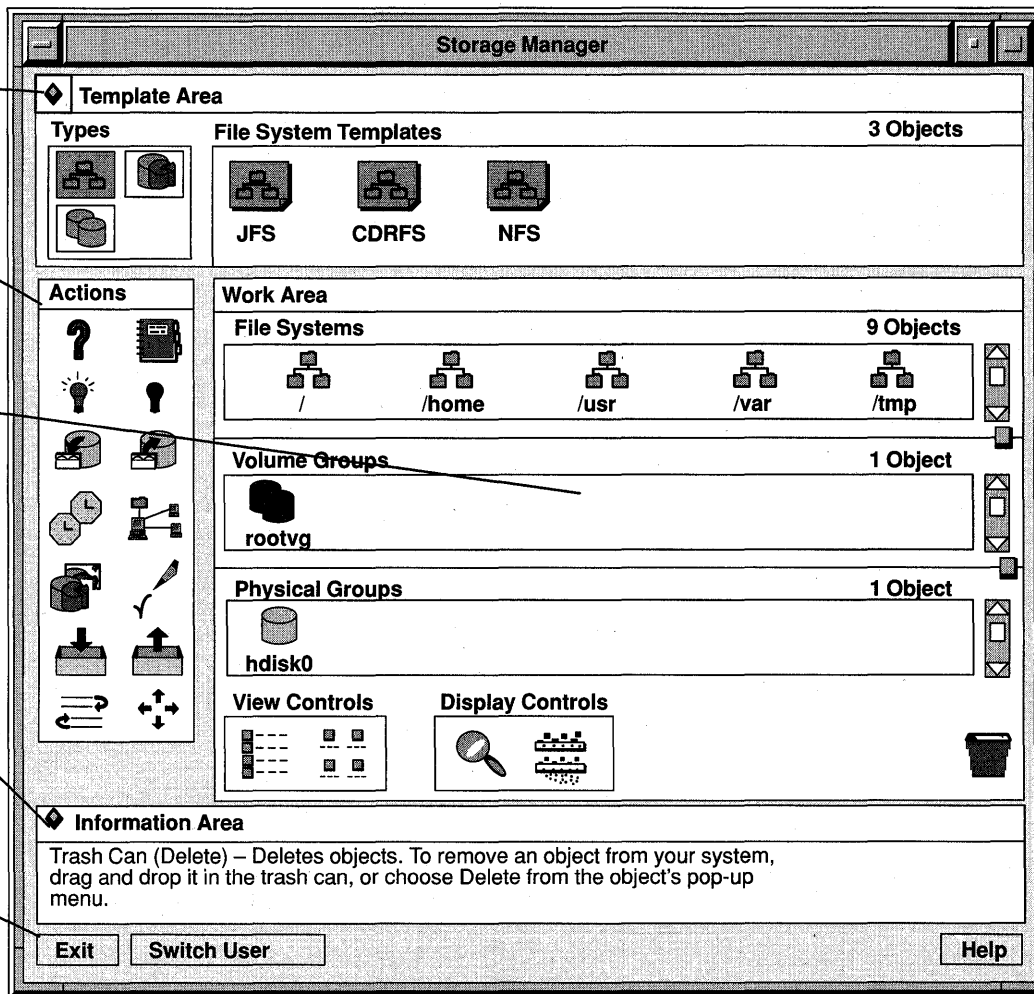 Storage Manager
Template Area
Types
File System Templates
3 Objects
JFS
CDRFS
NFS
Actions
Work Area
File Systems
9 Objects
/
/home
/usr
/var
/tmp
Volume Groups
1 Object
rootvg
Physical Groups
1 Object
hdisk0
View Controls
Display Controls
Information Area
Trash Can (Delete) – Deletes objects. To remove an object from your system,
drag and drop it in the trash can, or choose Delete from the object's pop-up
menu.
Exit
Switch User
Help